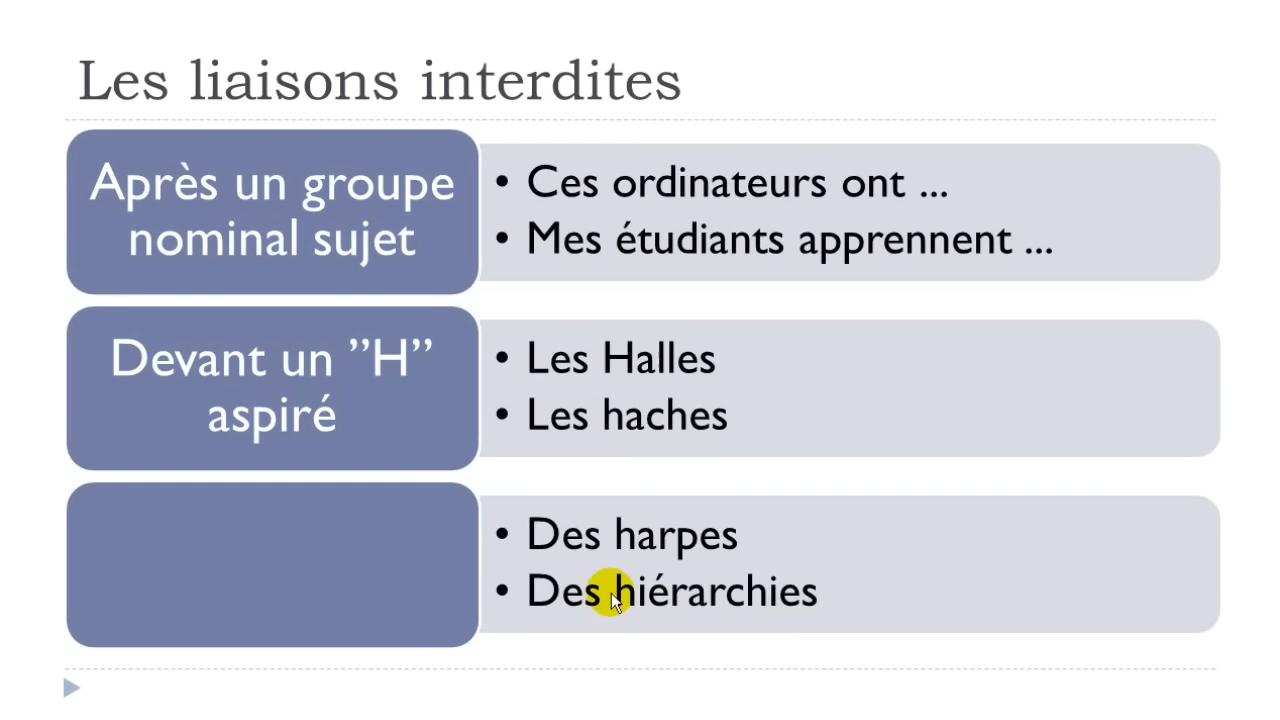 Les liaisons interdites
Après un groupe
nominal sujet
• Ces ordinateurs ont ...
• Mes étudiants apprennent ...
Devant un ”H”
aspiré
• Les Halles
• Les haches
• Des harpes
• Des hiérarchies